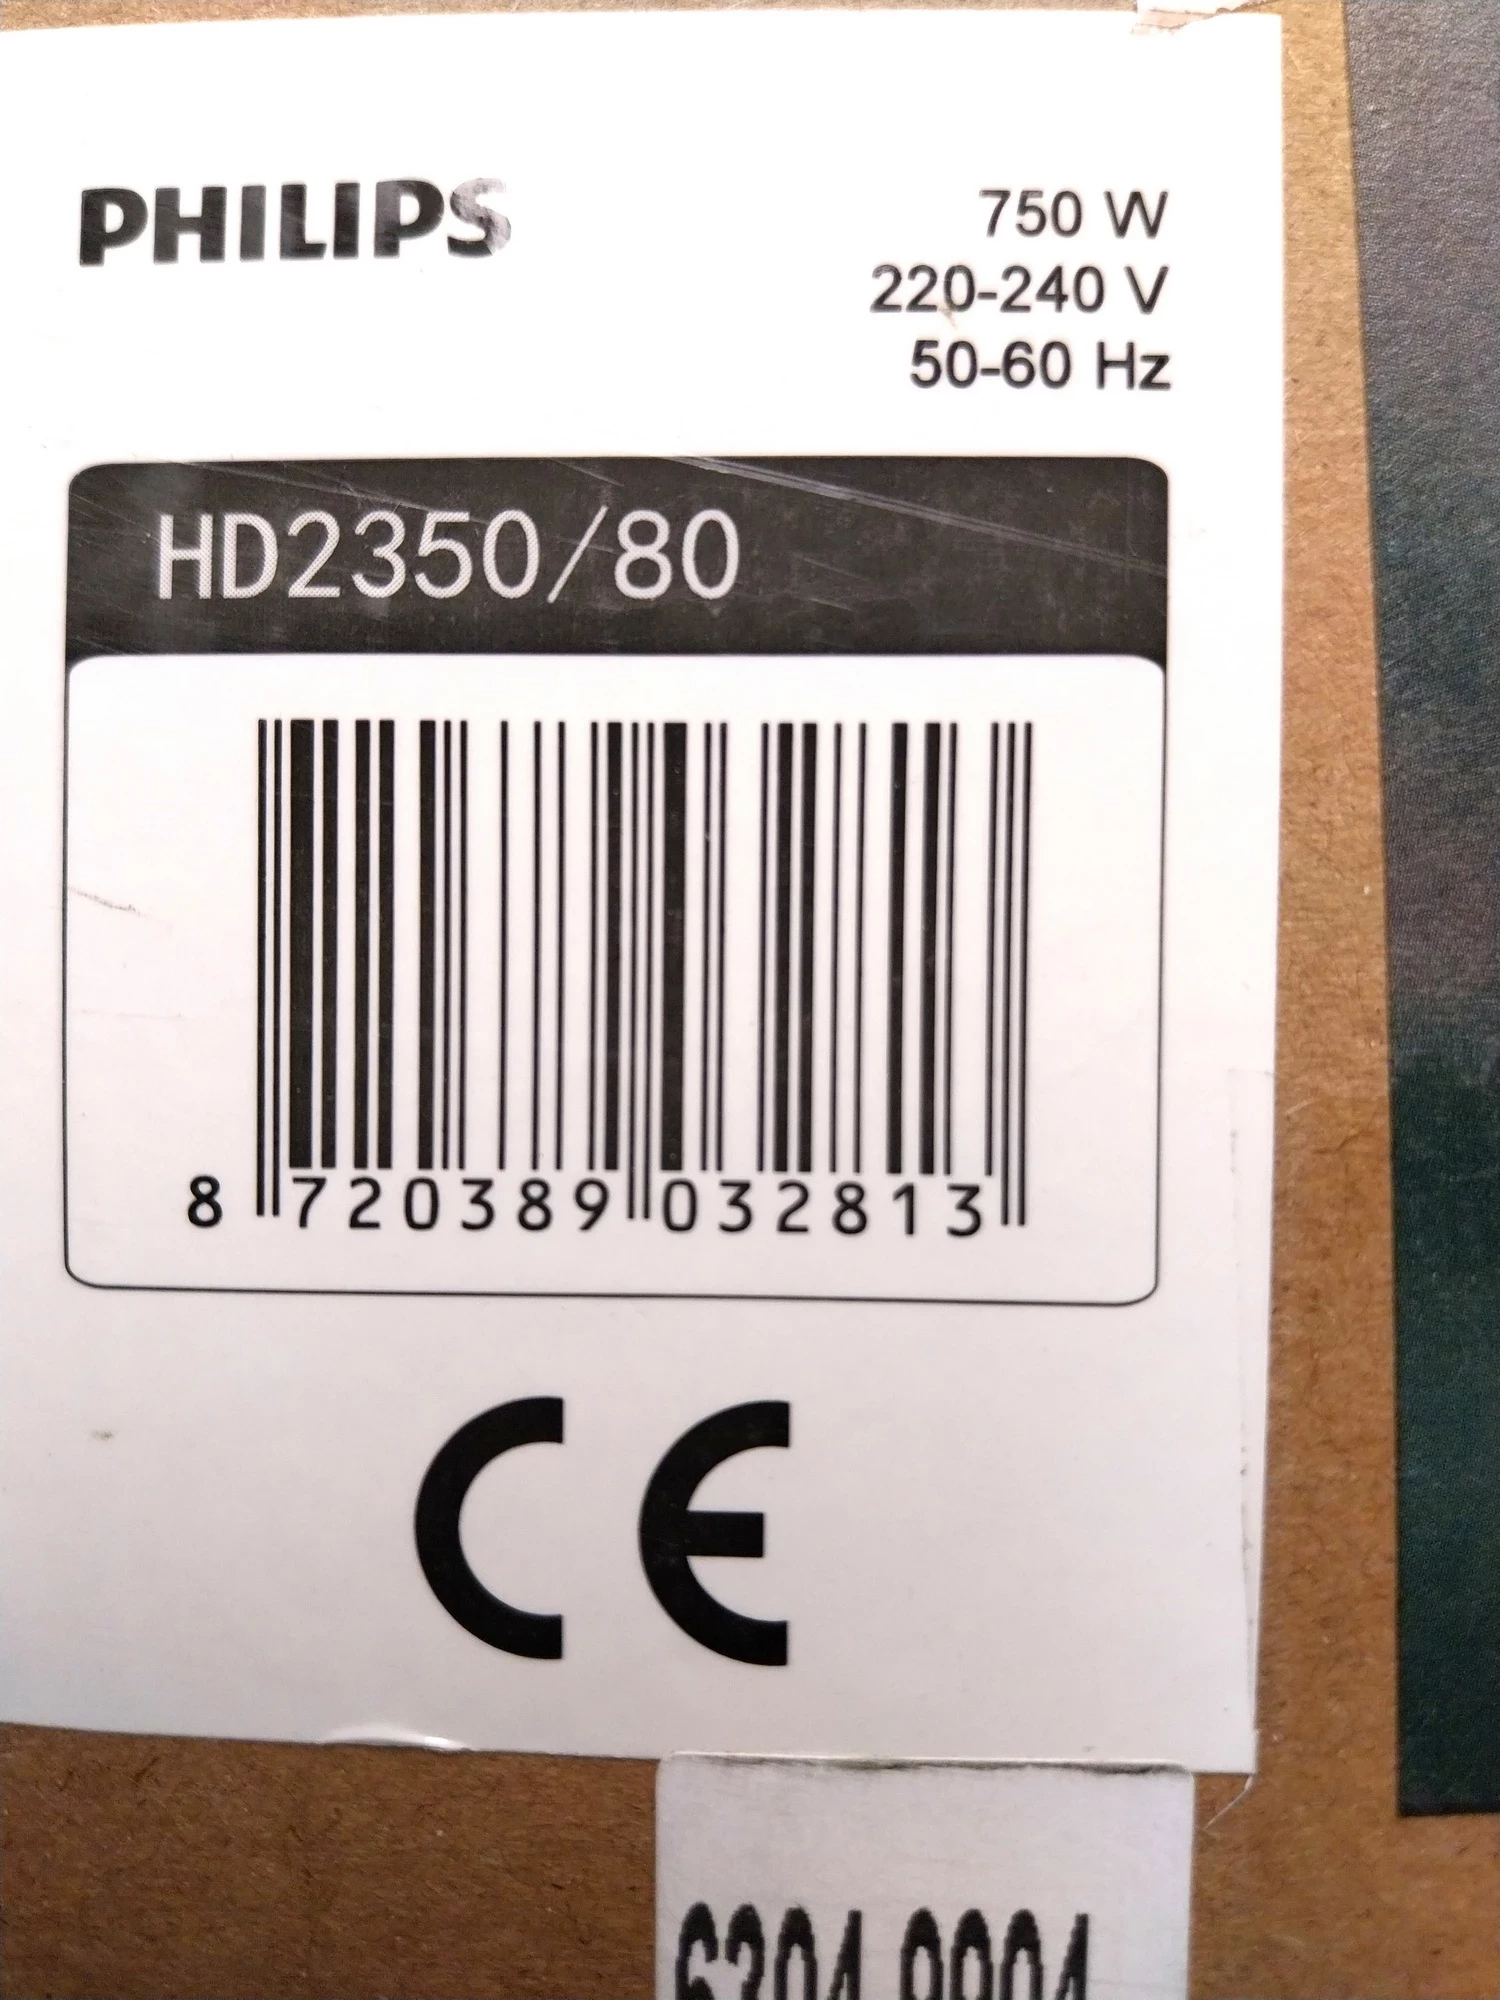 PHILIPS
750 W
220-240 V
50-60 Hz
HD2350/80
8 720389 032813
CE